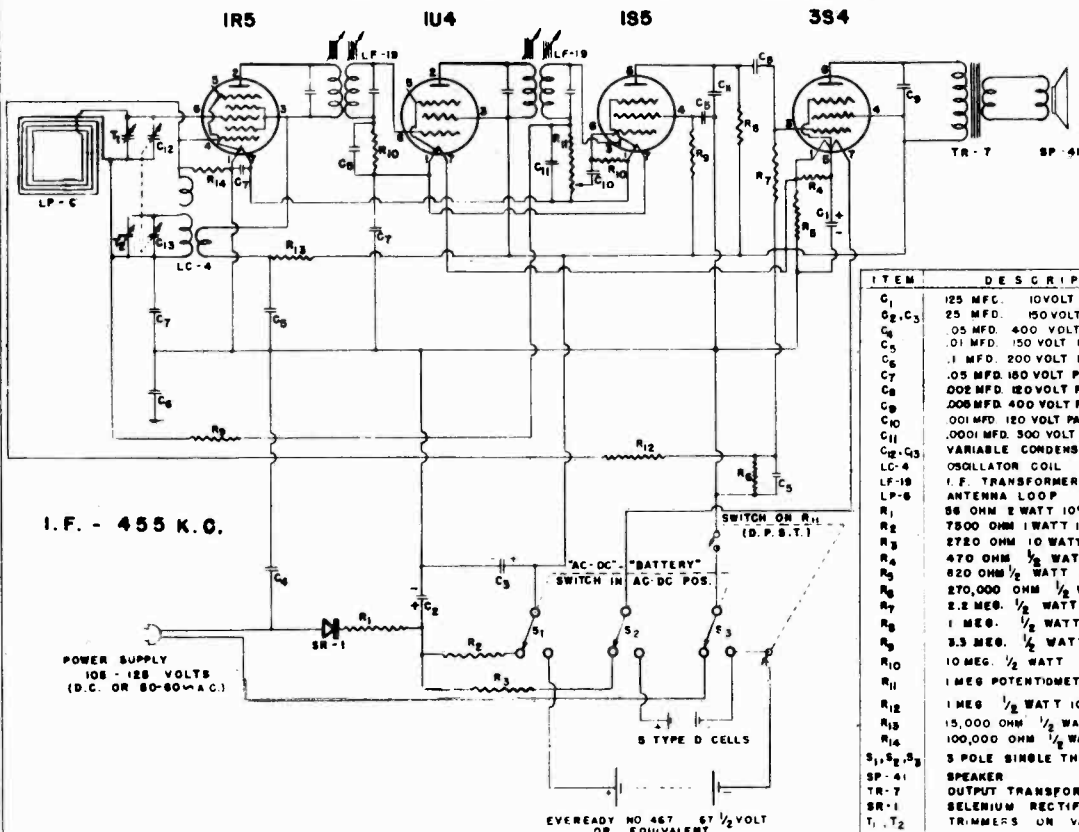 1R5 1U4 1S5 3S4
LF-19 LF-19
LP-6
LC-4
TR-7 SP-41
I.F. - 455 K.C.
POWER SUPPLY
105 - 125 VOLTS
(D.C. OR 50-60~A.C.)
SR-1
"AC-DC" - "BATTERY"
SWITCH IN AC-DC POS.
SWITCH ON R11
(D.P.S.T.)
5 TYPE D CELLS
EVEREADY NO 467 67 1/2 VOLT
OR EQUIVALENT
ITEM DESCRIP
C1 125 MFD. 10VOLT
C2,C3 25 MFD. 150 VOLT
C4 .05 MFD. 400 VOLT
C5 .01 MFD. 150 VOLT
C6 .1 MFD. 200 VOLT
C7 .05 MFD. 150 VOLT P
C8 .002 MFD. 120 VOLT P
C9 .005 MFD. 400 VOLT P
C10 .001 MFD. 120 VOLT PA
C11 .0001 MFD. 500 VOLT
C12-C13 VARIABLE CONDENS
LC-4 OSCILLATOR COIL
LF-19 I.F. TRANSFORMER
LP-6 ANTENNA LOOP
R1 56 OHM 2 WATT 10%
R2 7500 OHM 1 WATT 1
R3 2720 OHM 10 WATT
R4 470 OHM 1/2 WAT
R5 820 OHM 1/2 WATT
R6 270,000 OHM 1/2 W
R7 2.2 MEG. 1/2 WATT
R8 1 MEG. 1/2 WATT
R9 3.3 MEG. 1/2 WATT
R10 10 MEG. 1/2 WATT
R11 1 MEG POTENTIOMET
R12 1 MEG 1/2 WATT 10
R13 15,000 OHM 1/2 WA
R14 100,000 OHM 1/2 WA
S1,S2,S3 3 POLE SINGLE TH
SP-41 SPEAKER
TR-7 OUTPUT TRANSFOR
SR-1 SELENIUM RECTIF
T1,T2 TRIMMERS ON VA